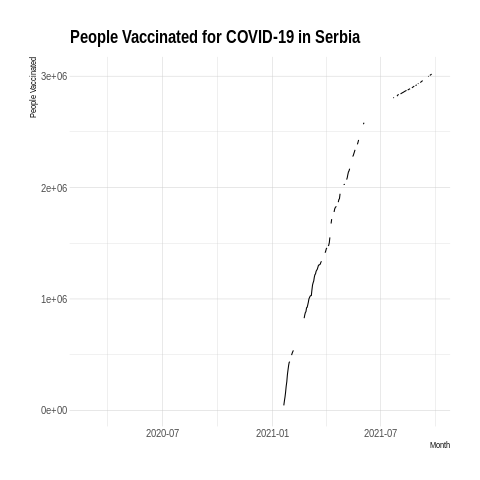 People Vaccinated for COVID-19 in Serbia
People Vaccinated
3e+06
2e+06
1e+06
0e+00
2020-07 2021-01 2021-07
Month